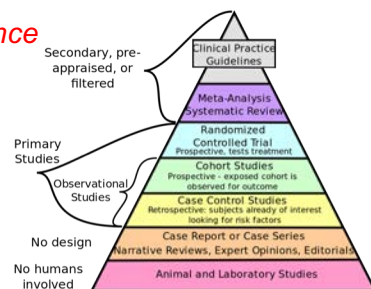 nce
Secondary, pre-
appraised, or
filtered
Clinical Practice
Guidelines
Meta-Analysis
Systematic Review
Primary
Studies
Randomized
Controlled Trial
Prospective, tests treatment
Observational
Studies
Cohort Studies
Prospective - exposed cohort is
observed for outcome
Case Control Studies
Retrospective: subjects already of interest
looking for risk factors
No design
Case Report or Case Series
Narrative Reviews, Expert Opinions, Editorials
No humans
involved
Animal and Laboratory Studies